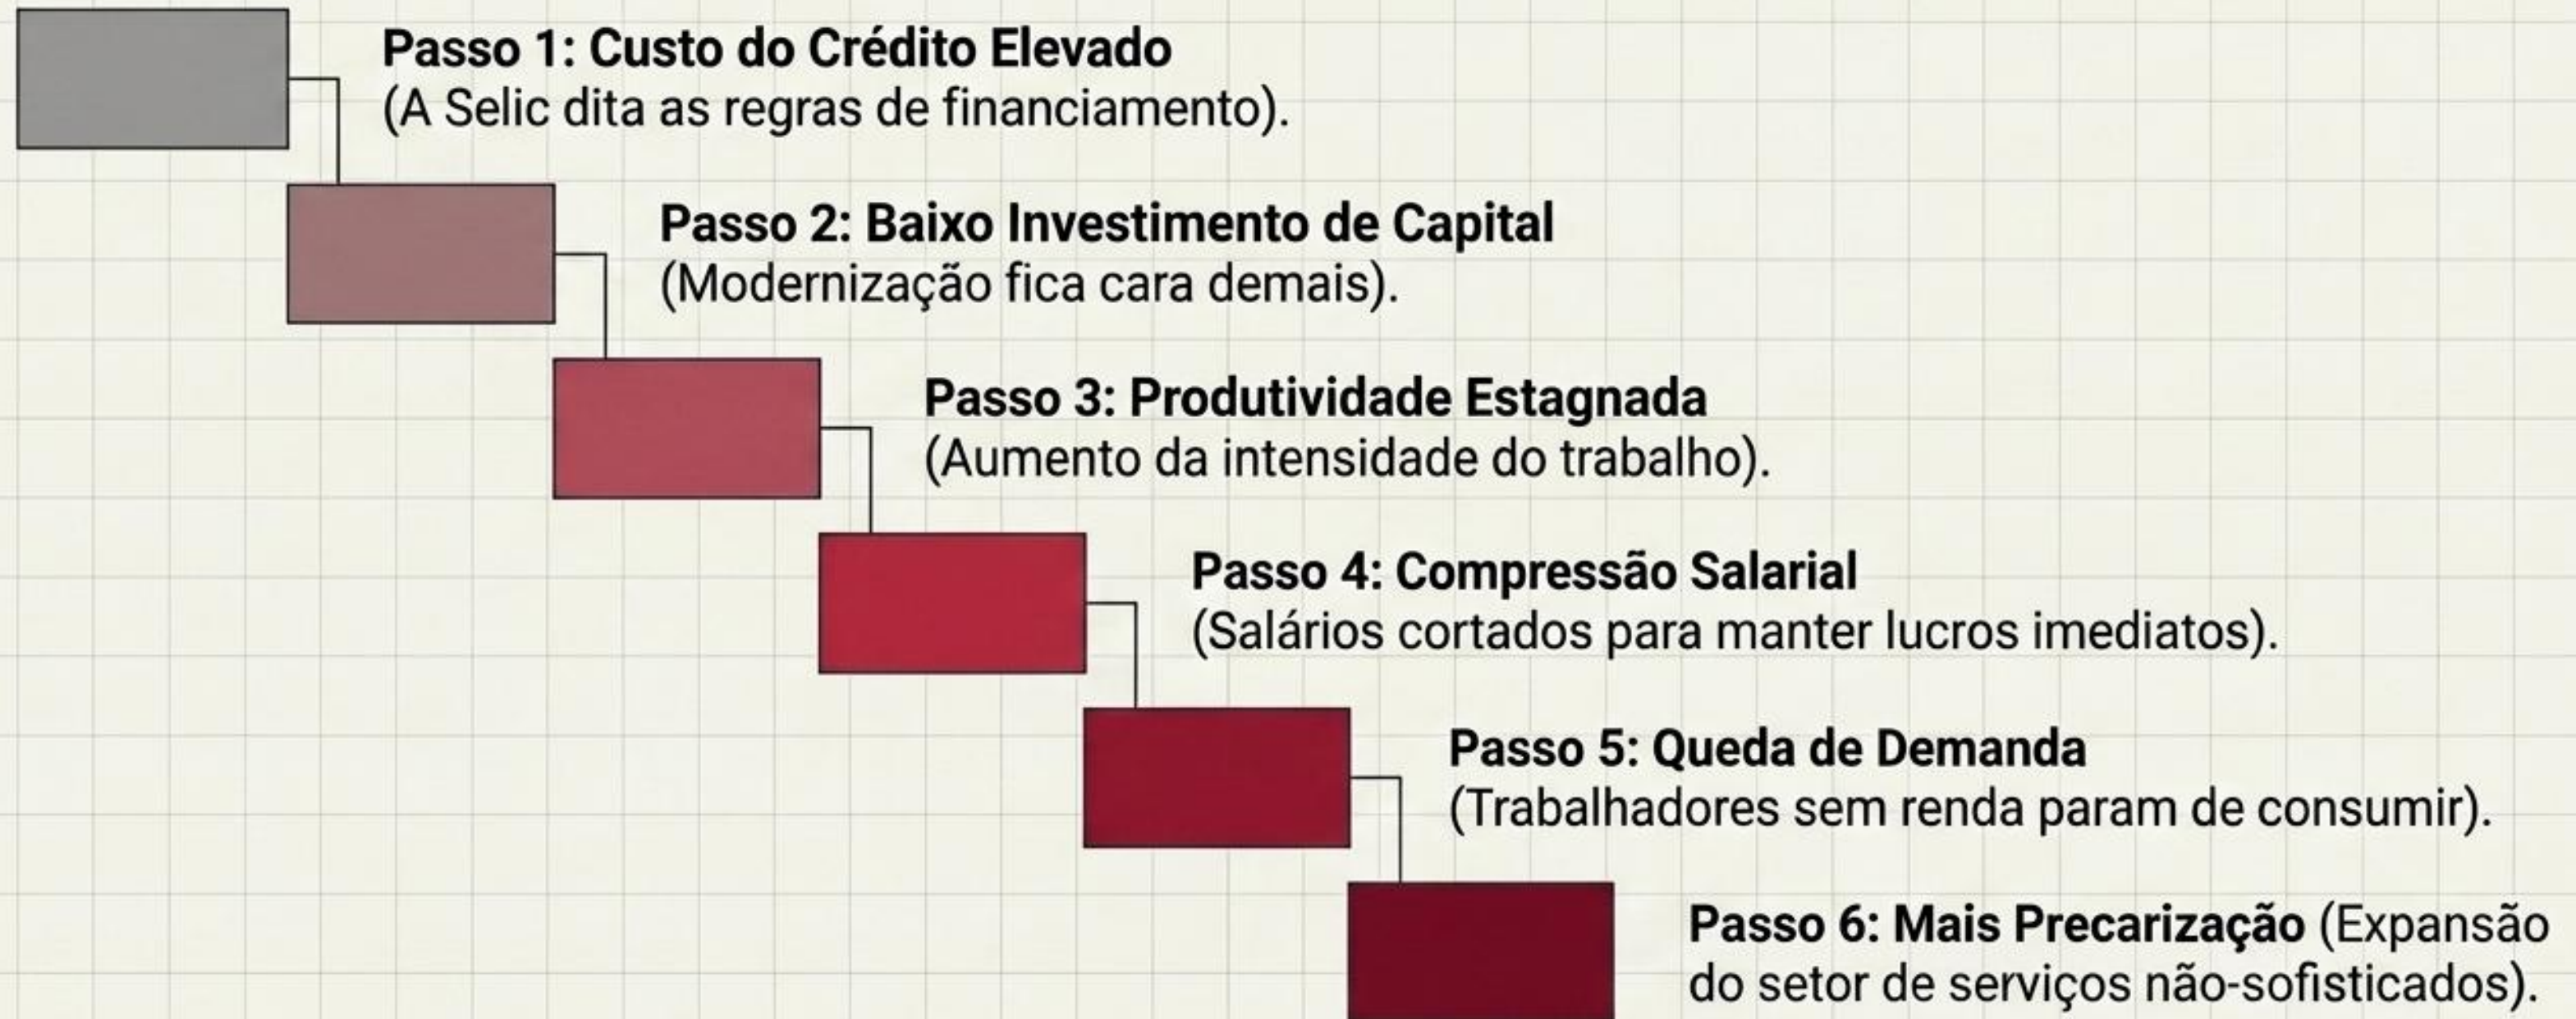 Passo 1: Custo do Crédito Elevado
(A Selic dita as regras de financiamento).
Passo 2: Baixo Investimento de Capital
(Modernização fica cara demais).
Passo 3: Produtividade Estagnada
(Aumento da intensidade do trabalho).
Passo 4: Compressão Salarial
(Salários cortados para manter lucros imediatos).
Passo 5: Queda de Demanda
(Trabalhadores sem renda param de consumir).
Passo 6: Mais Precarização (Expansão
do setor de serviços não-sofisticados).